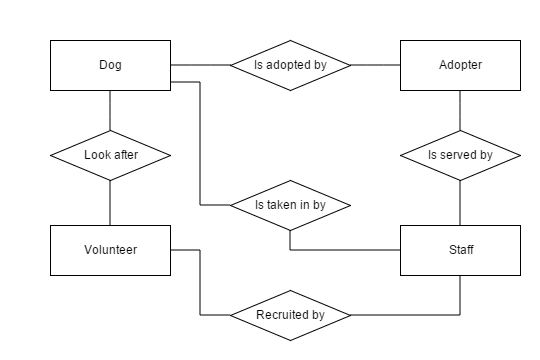 Dog
Is adopted by
Adopter
Look after
Is served by
Is taken in by
Volunteer
Staff
Recruited by